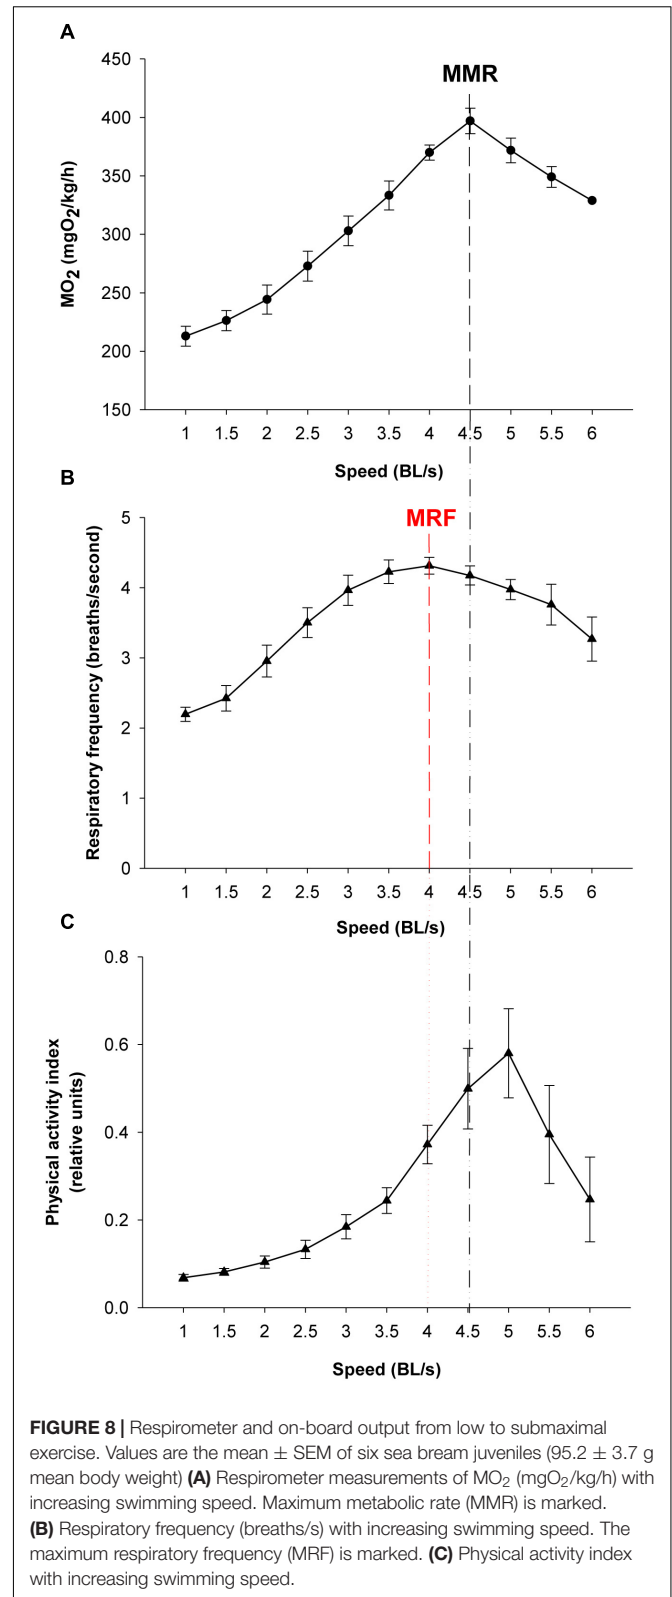 A
MMR
450
400
350
300
250
200
150
MO2 (mgO2/kg/h)
1 1.5 2 2.5 3 3.5 4 4.5 5 5.5 6
Speed (BL/s)
B
MRF
5
4
3
2
1
0
Respiratory frequency (breaths/second)
1 1.5 2 2.5 3 3.5 4 4.5 5 5.5 6
Speed (BL/s)
C
0.8
0.6
0.4
0.2
0.0
Physical activity index
(relative units)
1 1.5 2 2.5 3 3.5 4 4.5 5 5.5 6
Speed (BL/s)
FIGURE 8 | Respirometer and on-board output from low to submaximal
exercise. Values are the mean ± SEM of six sea bream juveniles (95.2 ± 3.7 g
mean body weight) (A) Respirometer measurements of MO2 (mgO2/kg/h) with
increasing swimming speed. Maximum metabolic rate (MMR) is marked.
(B) Respiratory frequency (breaths/s) with increasing swimming speed. The
maximum respiratory frequency (MRF) is marked. (C) Physical activity index
with increasing swimming speed.